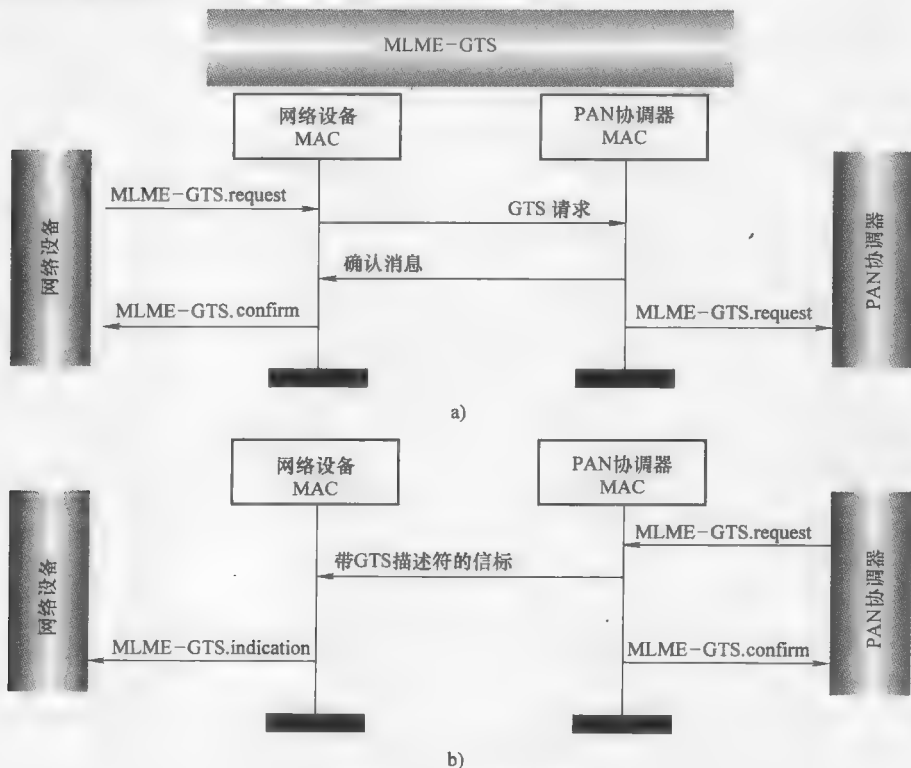 MLME-GTS
网络设备
MAC
PAN协调器
MAC
网络设备
MLME-GTS.request
GTS 请求
确认消息
MLME-GTS.confirm
MLME-GTS.request
PAN协调器
a)
网络设备
MAC
PAN协调器
MAC
网络设备
MLME-GTS.request
带GTS描述符的信标
MLME-GTS.indication
MLME-GTS.confirm
PAN协调器
b)